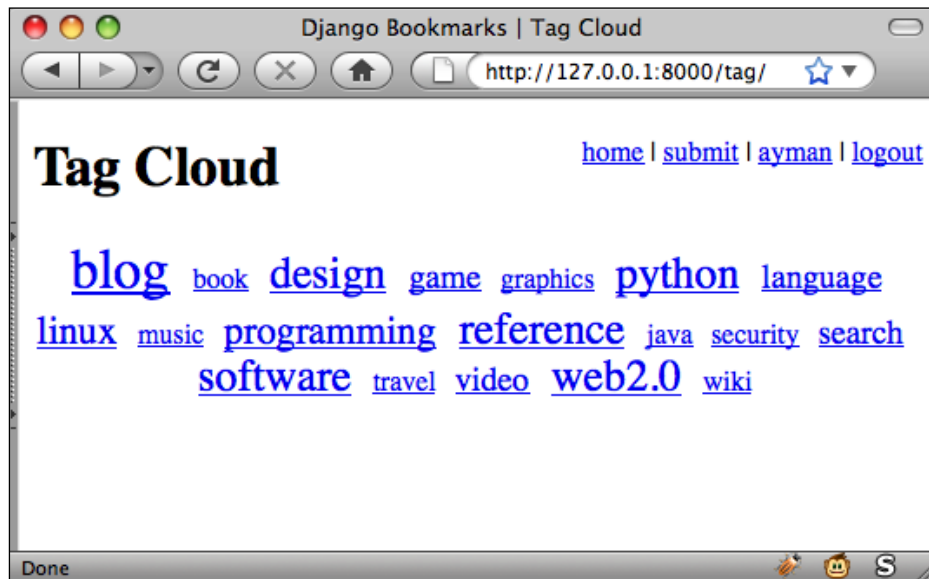 Django Bookmarks | Tag Cloud
http://127.0.0.1:8000/tag/
Tag Cloud
home | submit | ayman | logout
blog book design game graphics python language
linux music programming reference java security search
software travel video web2.0 wiki
Done
S